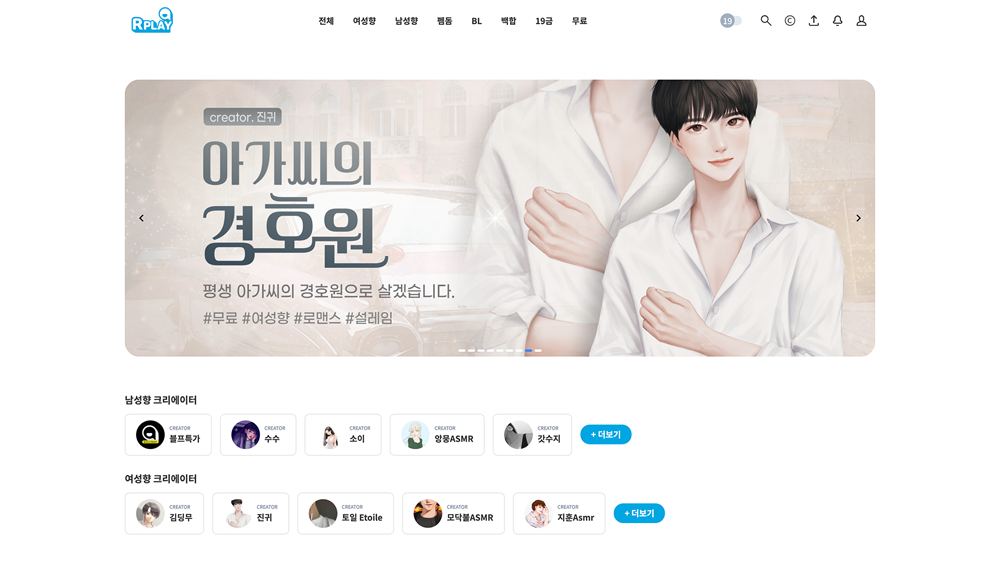 RPLAY
전체 여성향 남성향 펨돔 BL 백합 19금 무료
19
creator. 진귀
아가씨의
경호원
평생 아가씨의 경호원으로 살겠습니다.
#무료 #여성향 #로맨스 #설레임
남성향 크리에이터
CREATOR
블프특가
CREATOR
수수
CREATOR
소이
CREATOR
앙몽ASMR
CREATOR
갓수지
+ 더보기
여성향 크리에이터
CREATOR
김딩무
CREATOR
진귀
CREATOR
토일 Etoile
CREATOR
모닥불ASMR
CREATOR
지훈Asmr
+ 더보기